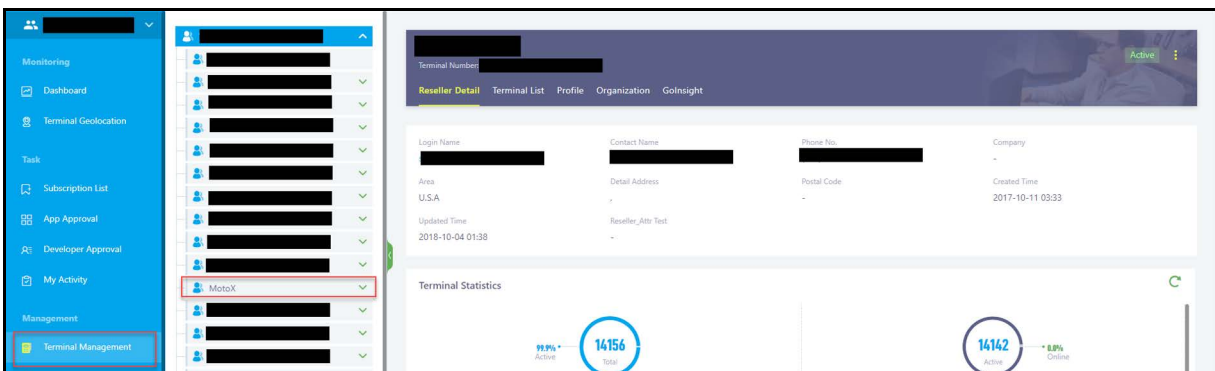 Monitoring
Dashboard
Terminal Geolocation
Task
Subscription List
App Approval
Developer Approval
My Activity
Management
Terminal Management
MotoX
Terminal Number:
Active
Reseller Detail Terminal List Profile Organization GoInsight
Login Name Contact Name Phone No. Company
-
Area Detail Address Postal Code Created Time
U.S.A , - 2017-10-11 03:33
Updated Time Reseller_Attr Test
2018-10-04 01:38 -
Terminal Statistics
99.9%
Active
14156
Total
14142
Active
0.0%
Online